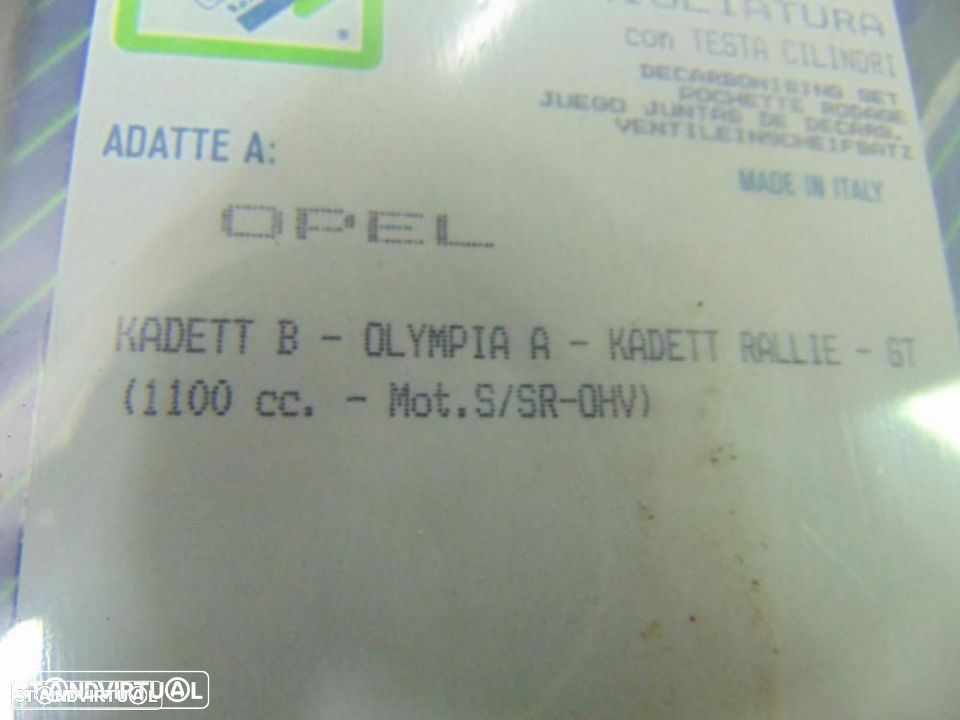 con TESTA CILINDRI
DECARBONISING SET
POCHETTE RODAGE
JUEGO JUNTAS DE DECARB.
VENTILEINSCHEIFSATZ
MADE IN ITALY
ADATTE A:
OPEL
KADETT B - OLYMPIA A - KADETT RALLIE - GT
(1100 cc. - Mot.S/SR-OHV)
STANDVIRTUAL
STANDVIRTUAL